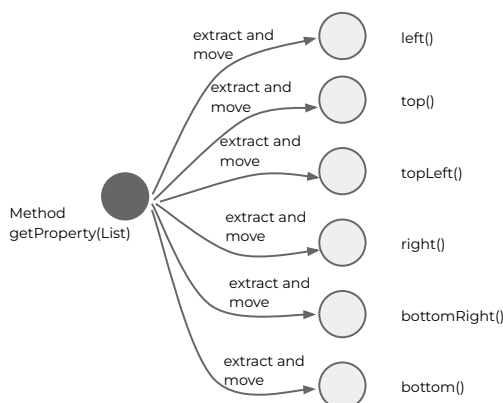 extract and
move
left()
extract and
move
top()
extract and
move
topLeft()
Method
getProperty(List)
extract and
move
right()
extract and
move
bottomRight()
extract and
move
bottom()